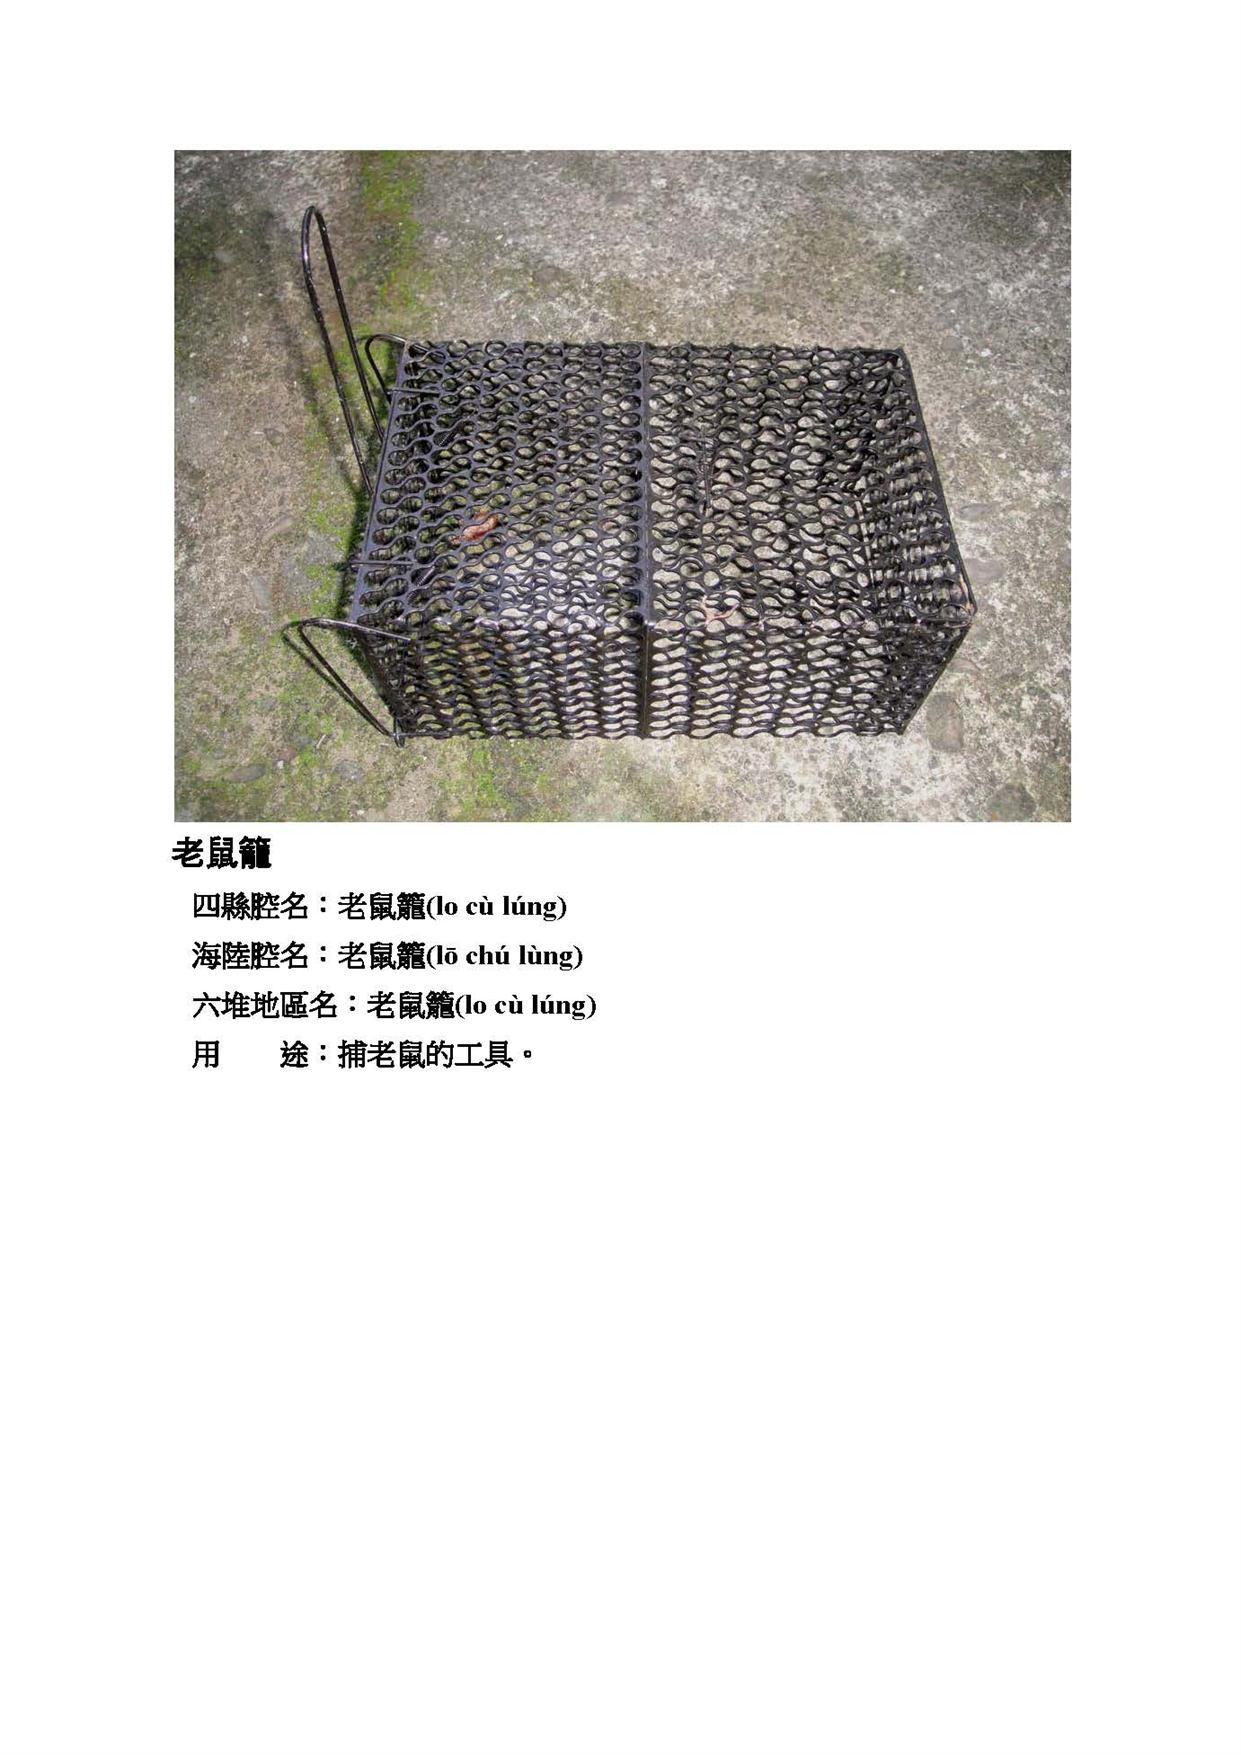 老鼠籠
四縣腔名：老鼠籠(lo cù lúng)
海陸腔名：老鼠籠(lō chú lùng)
六堆地區名：老鼠籠(lo cù lúng)
用　　途：捕老鼠的工具。